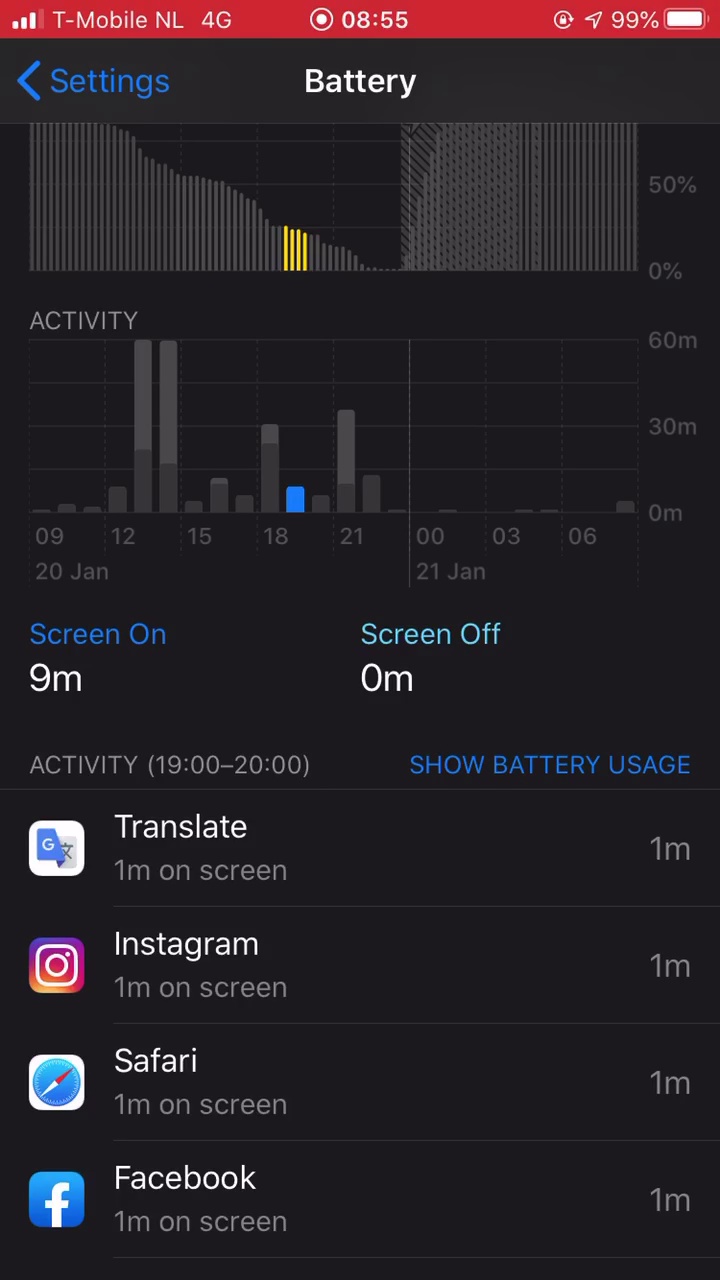 T-Mobile NL 4G 08:55 99%
Settings Battery
50%
0%
ACTIVITY
60m
30m
0m
09 12 15 18 21 00 03 06
20 Jan 21 Jan
Screen On Screen Off
9m 0m
ACTIVITY (19:00–20:00) SHOW BATTERY USAGE
Translate
1m on screen 1m
Instagram
1m on screen 1m
Safari
1m on screen 1m
Facebook
1m on screen 1m